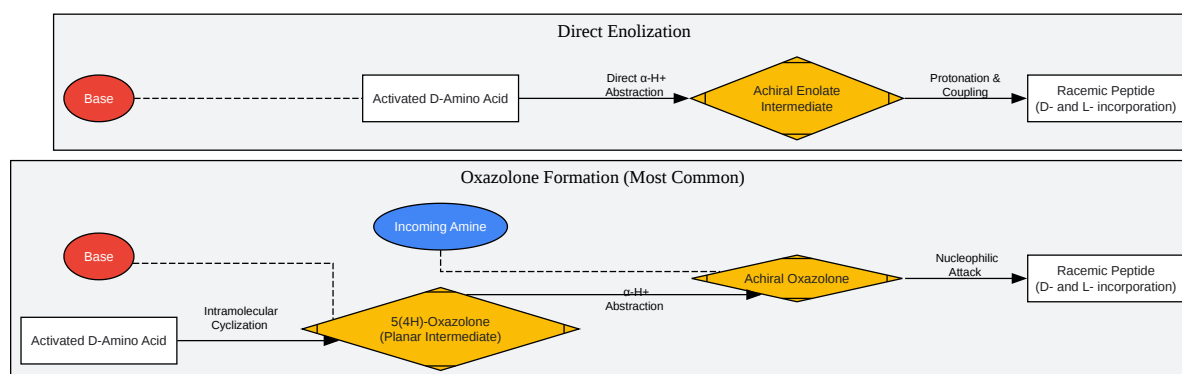 Direct Enolization
Base
Activated D-Amino Acid
Direct α-H+
Abstraction
Achiral Enolate
Intermediate
Protonation &
Coupling
Racemic Peptide
(D- and L- incorporation)
Oxazolone Formation (Most Common)
Incoming Amine
Base
Activated D-Amino Acid
Intramolecular
Cyclization
5(4H)-Oxazolone
(Planar Intermediate)
α-H+
Abstraction
Achiral Oxazolone
Nucleophilic
Attack
Racemic Peptide
(D- and L- incorporation)